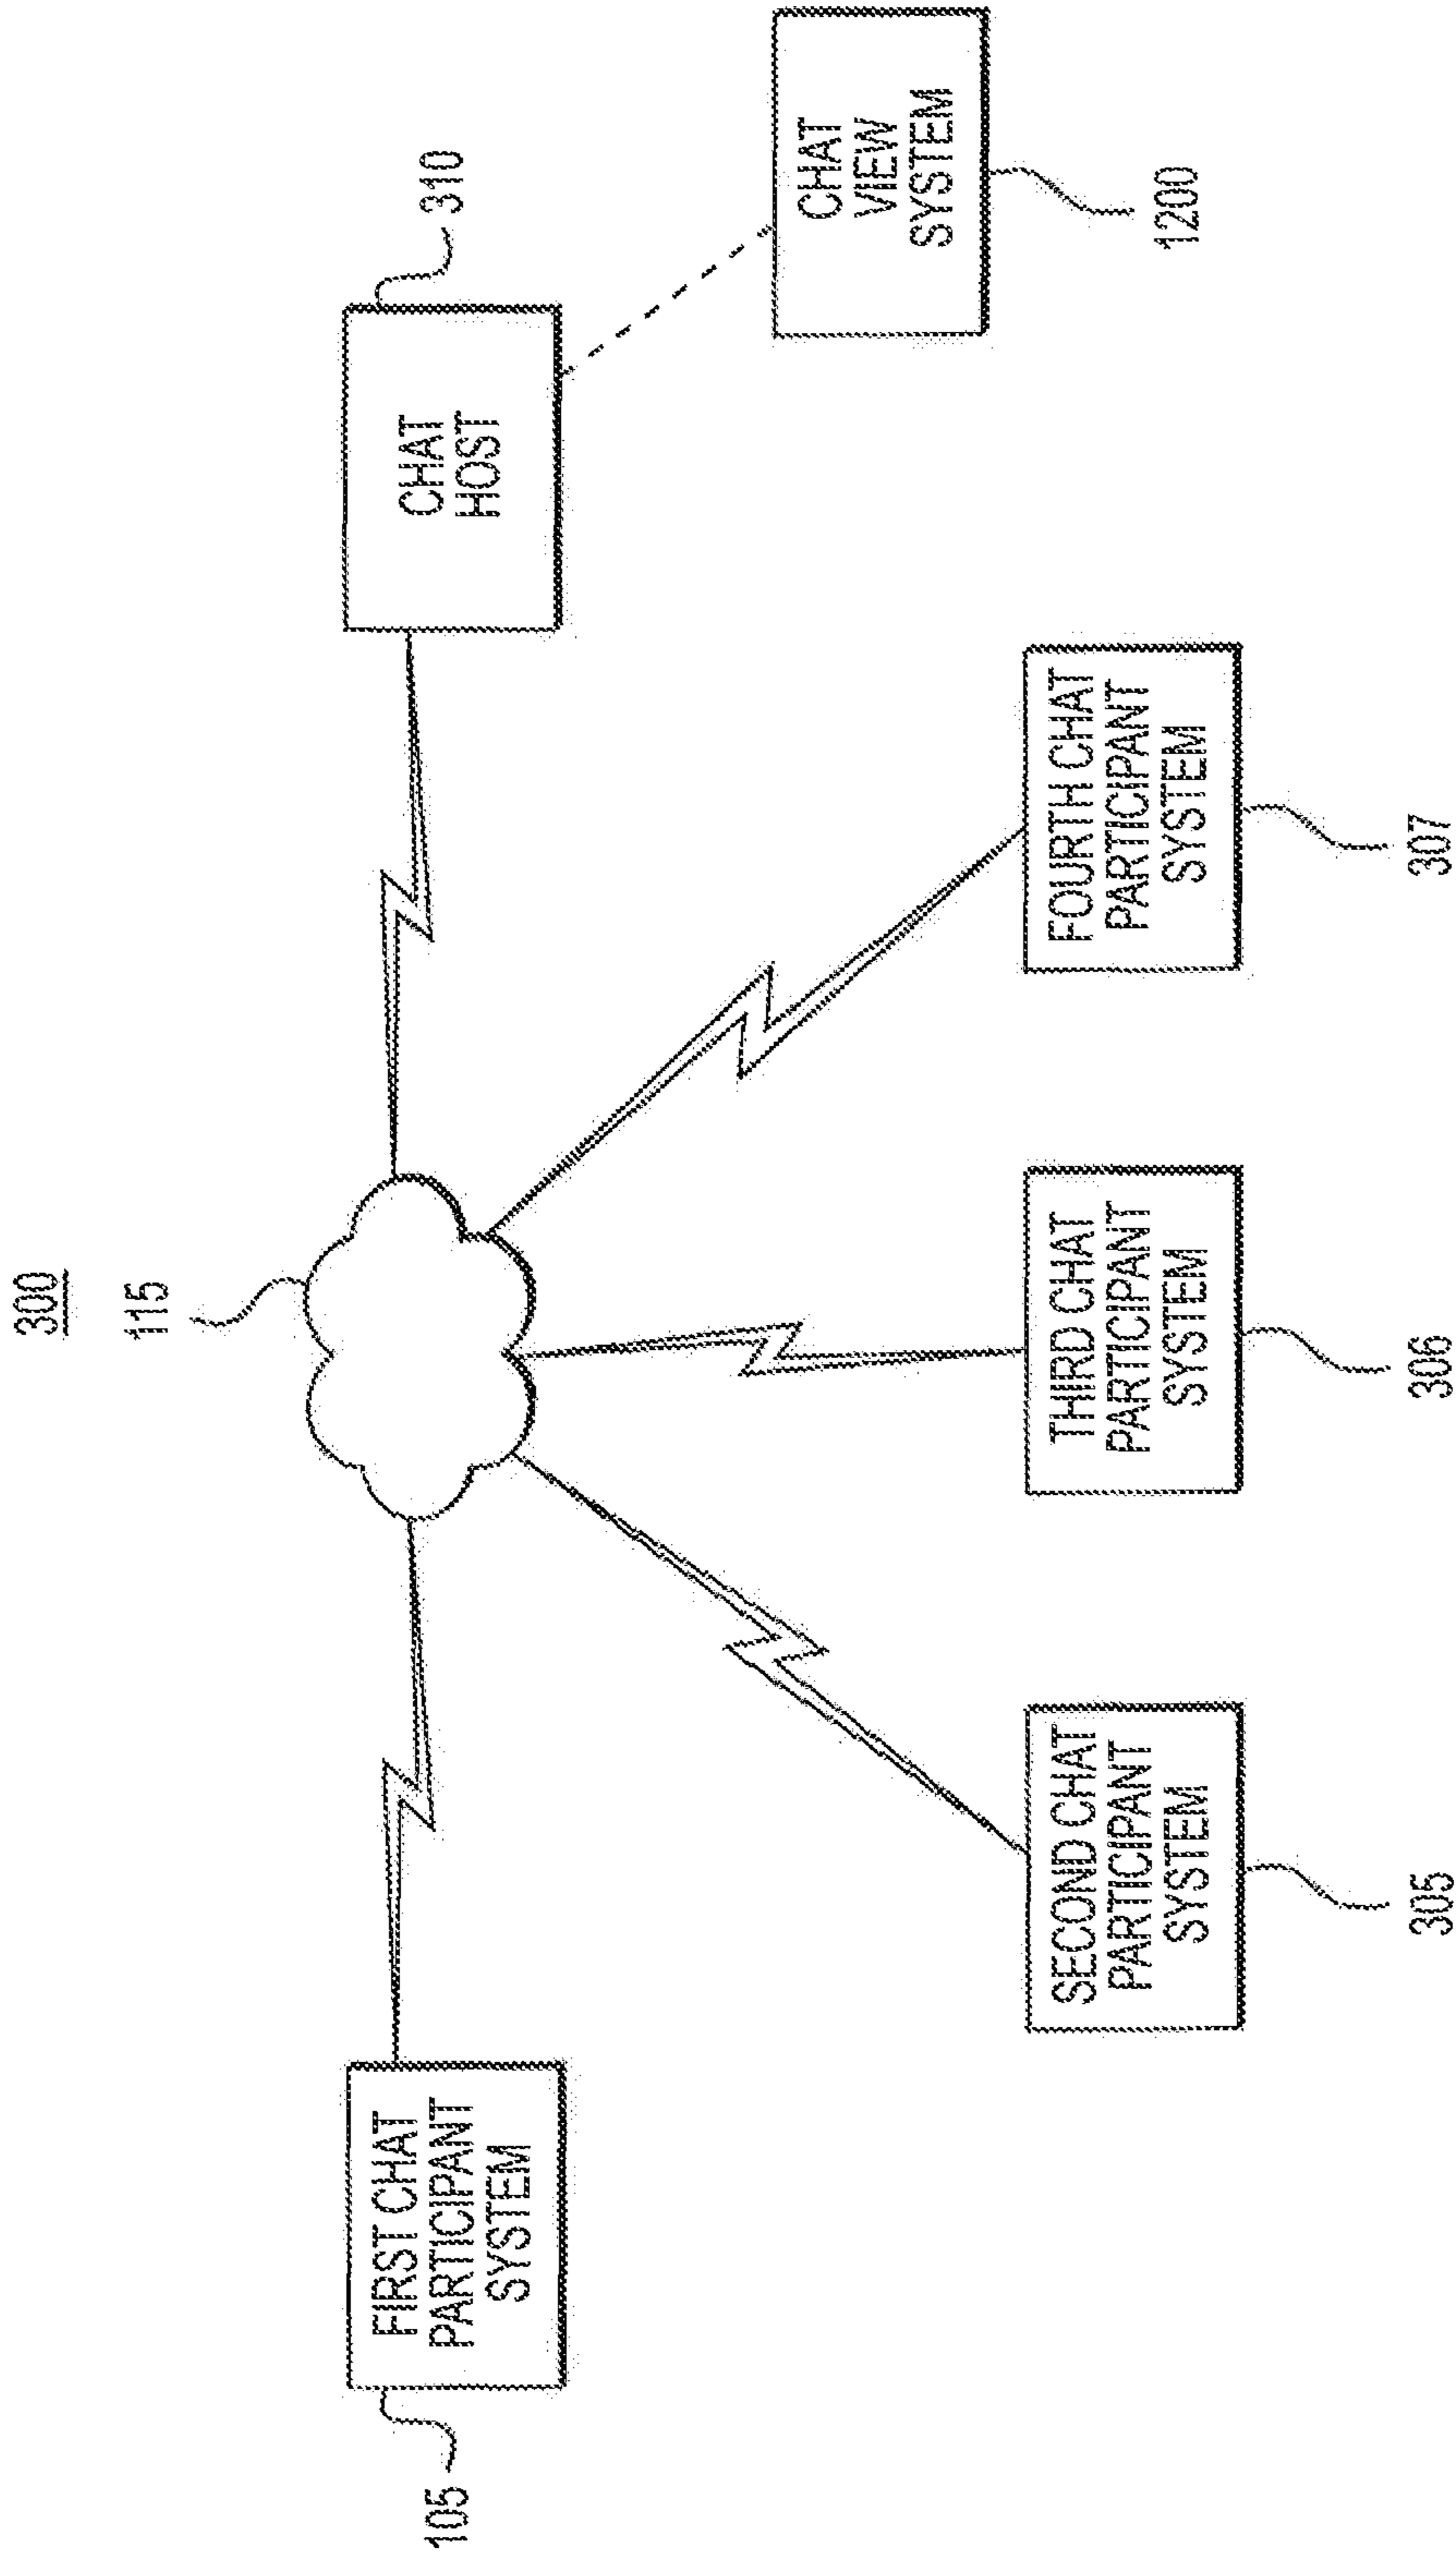 300
115
310
105
FIRST CHAT
PARTICIPANT
SYSTEM
CHAT
HOST
CHAT
VIEW
SYSTEM
1200
SECOND CHAT
PARTICIPANT
SYSTEM
305
THIRD CHAT
PARTICIPANT
SYSTEM
306
FOURTH CHAT
PARTICIPANT
SYSTEM
307